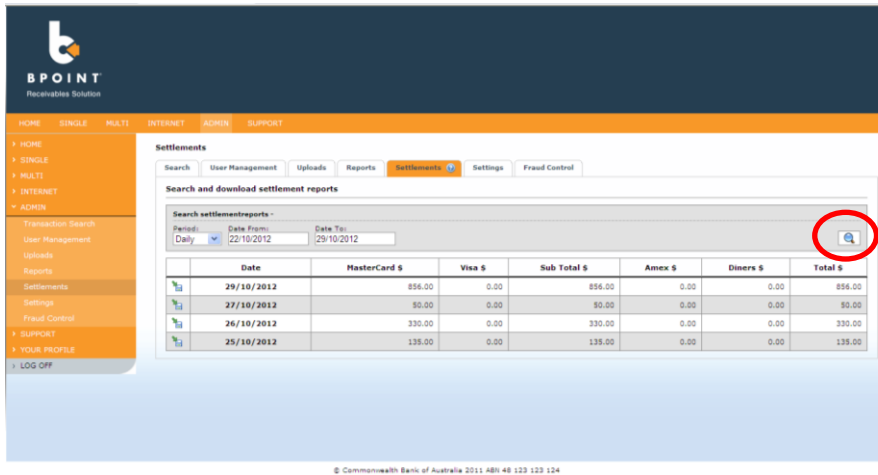 BPOINT
Receivables Solution
HOME SINGLE MULTI INTERNET ADMIN SUPPORT
HOME
SINGLE
MULTI
INTERNET
ADMIN
Transaction Search
User Management
Uploads
Reports
Settlements
Settings
Fraud Control
SUPPORT
YOUR PROFILE
LOG OFF
Settlements
Search User Management Uploads Reports Settlements Settings Fraud Control
Search and download settlement reports
Search settlementreports -
Period: Date From: Date To:
Daily 22/10/2012 29/10/2012
Date MasterCard $ Visa $ Sub Total $ Amex $ Diners $ Total $
29/10/2012 856.00 0.00 856.00 0.00 0.00 856.00
27/10/2012 50.00 0.00 50.00 0.00 0.00 50.00
26/10/2012 330.00 0.00 330.00 0.00 0.00 330.00
25/10/2012 135.00 0.00 135.00 0.00 0.00 135.00
© Commonwealth Bank of Australia 2011 ABN 48 123 123 124